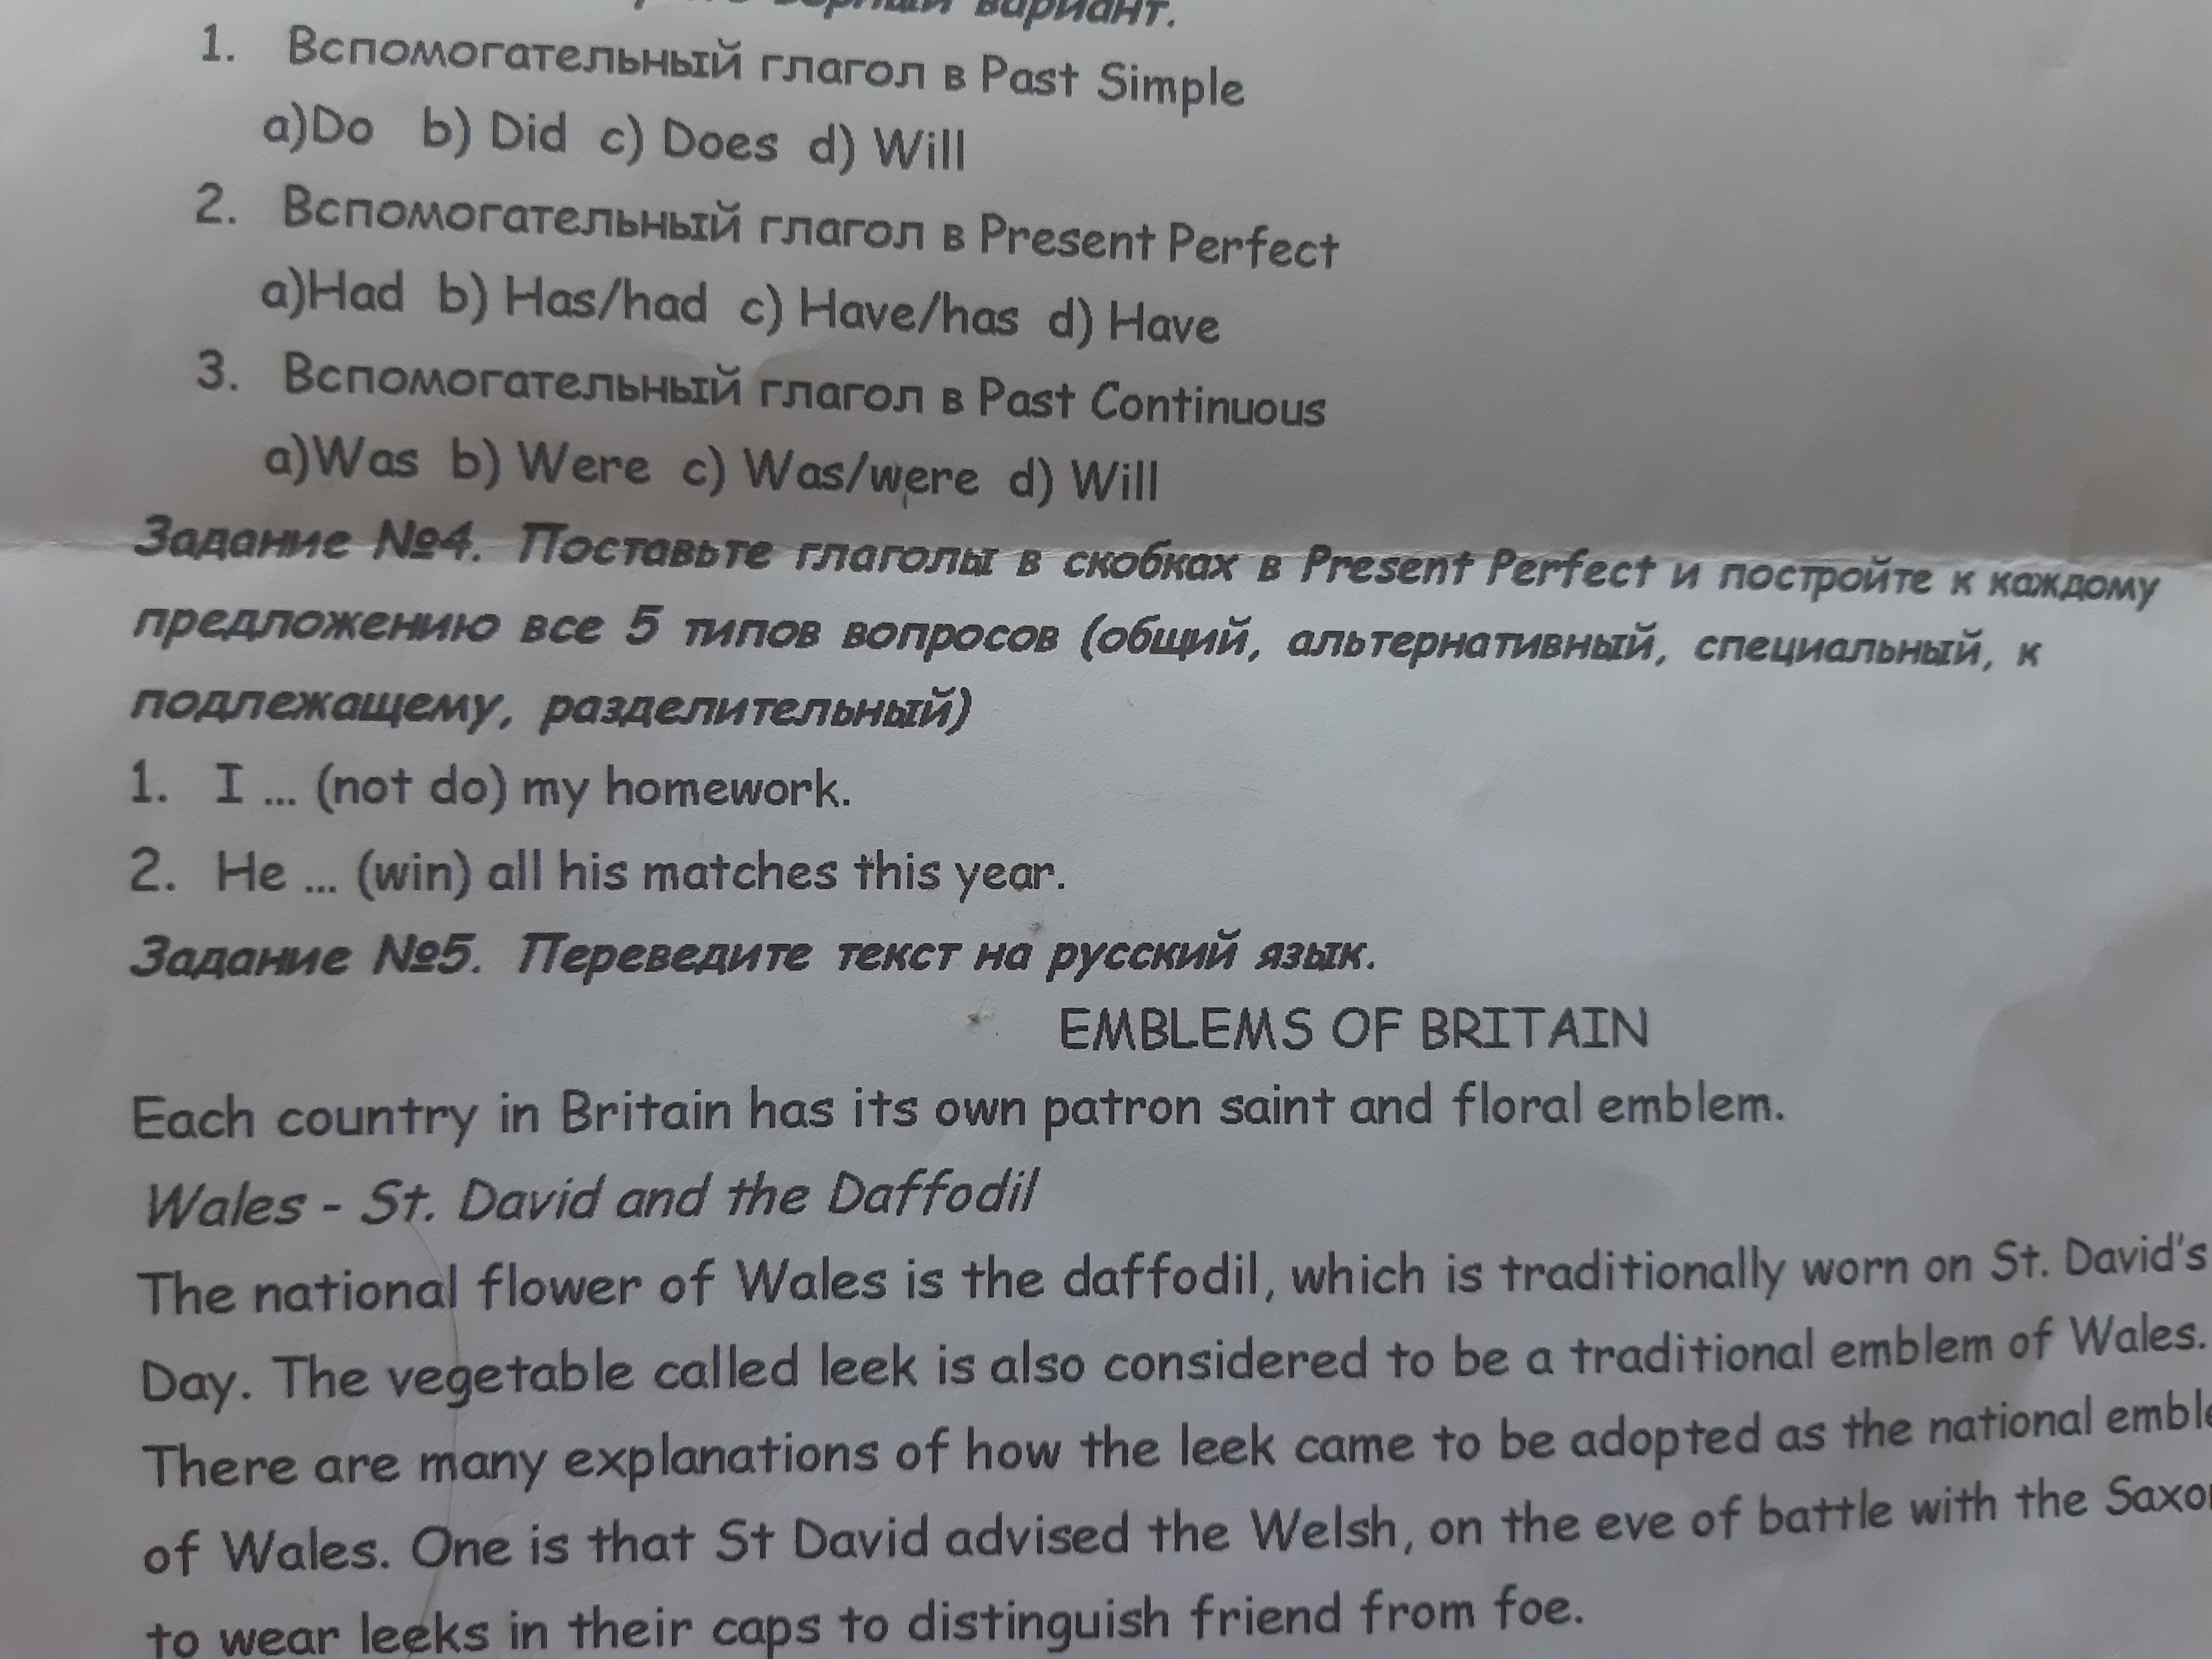 верный вариант.
1. Вспомогательный глагол в Past Simple
a)Do b) Did c) Does d) Will
2. Вспомогательный глагол в Present Perfect
a)Had b) Has/had c) Have/has d) Have
3. Вспомогательный глагол в Past Continuous
a)Was b) Were c) Was/were d) Will
Задание №4. Поставьте глаголы в скобках в Present Perfect и постройте к каждому
предложению все 5 типов вопросов (общий, альтернативный, специальный, к
подлежащему, разделительный)
1. I ... (not do) my homework.
2. He ... (win) all his matches this year.
Задание №5. Переведите текст на русский язык.
EMBLEMS OF BRITAIN
Each country in Britain has its own patron saint and floral emblem.
Wales - St. David and the Daffodil
The national flower of Wales is the daffodil, which is traditionally worn on St. David's
Day. The vegetable called leek is also considered to be a traditional emblem of Wales.
There are many explanations of how the leek came to be adopted as the national
of Wales. One is that St David advised the Welsh, on the eve of battle with the
to wear leeks in their caps to distinguish friend from foe.